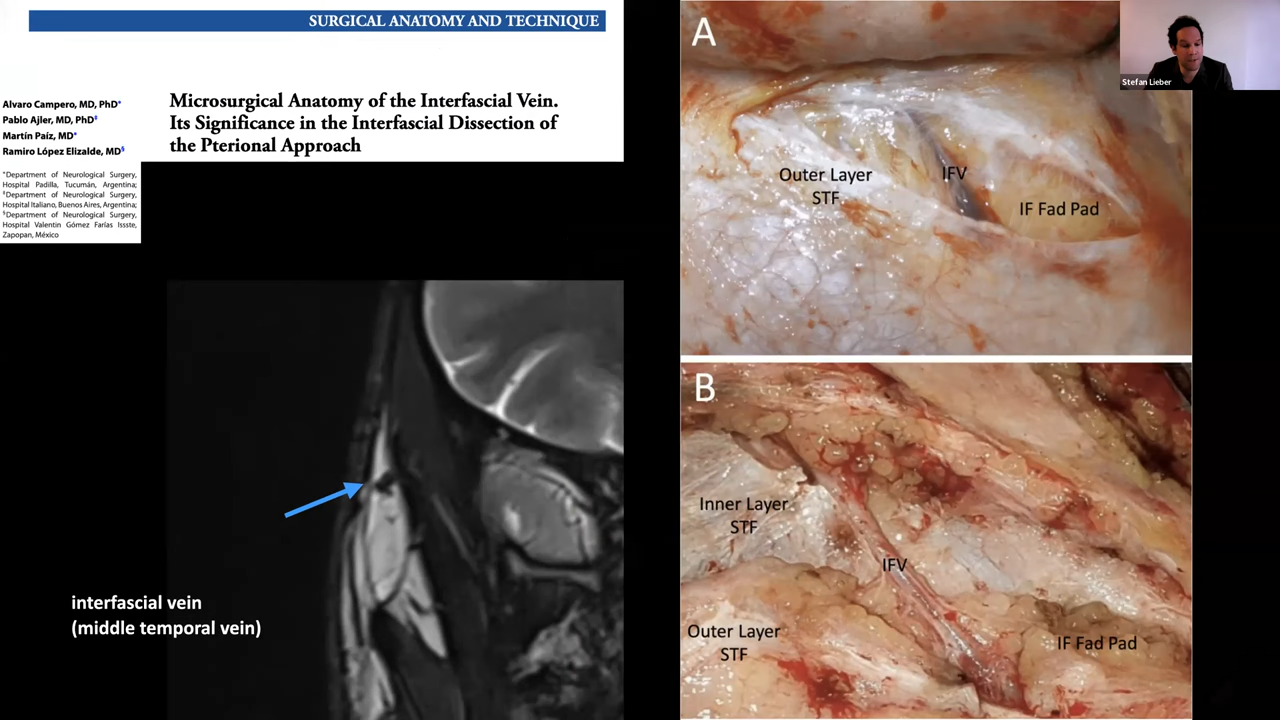 SURGICAL ANATOMY AND TECHNIQUE
Alvaro Campero, MD, PhD*
Pablo Ajler, MD, PhD‡
Martín Paíz, MD*
Ramiro López Elizalde, MD§
*Department of Neurological Surgery,
Hospital Padilla, Tucumán, Argentina;
‡Department of Neurological Surgery,
Hospital Italiano, Buenos Aires, Argentina;
§Department of Neurological Surgery,
Hospital Valentin Gómez Farías Issste,
Zapopan, México
Microsurgical Anatomy of the Interfascial Vein.
Its Significance in the Interfascial Dissection of
the Pterional Approach
interfascial vein
(middle temporal vein)
A
Outer Layer
STF
IFV
IF Fad Pad
B
Inner Layer
STF
IFV
Outer Layer
STF
IF Fad Pad
Stefan Lieber